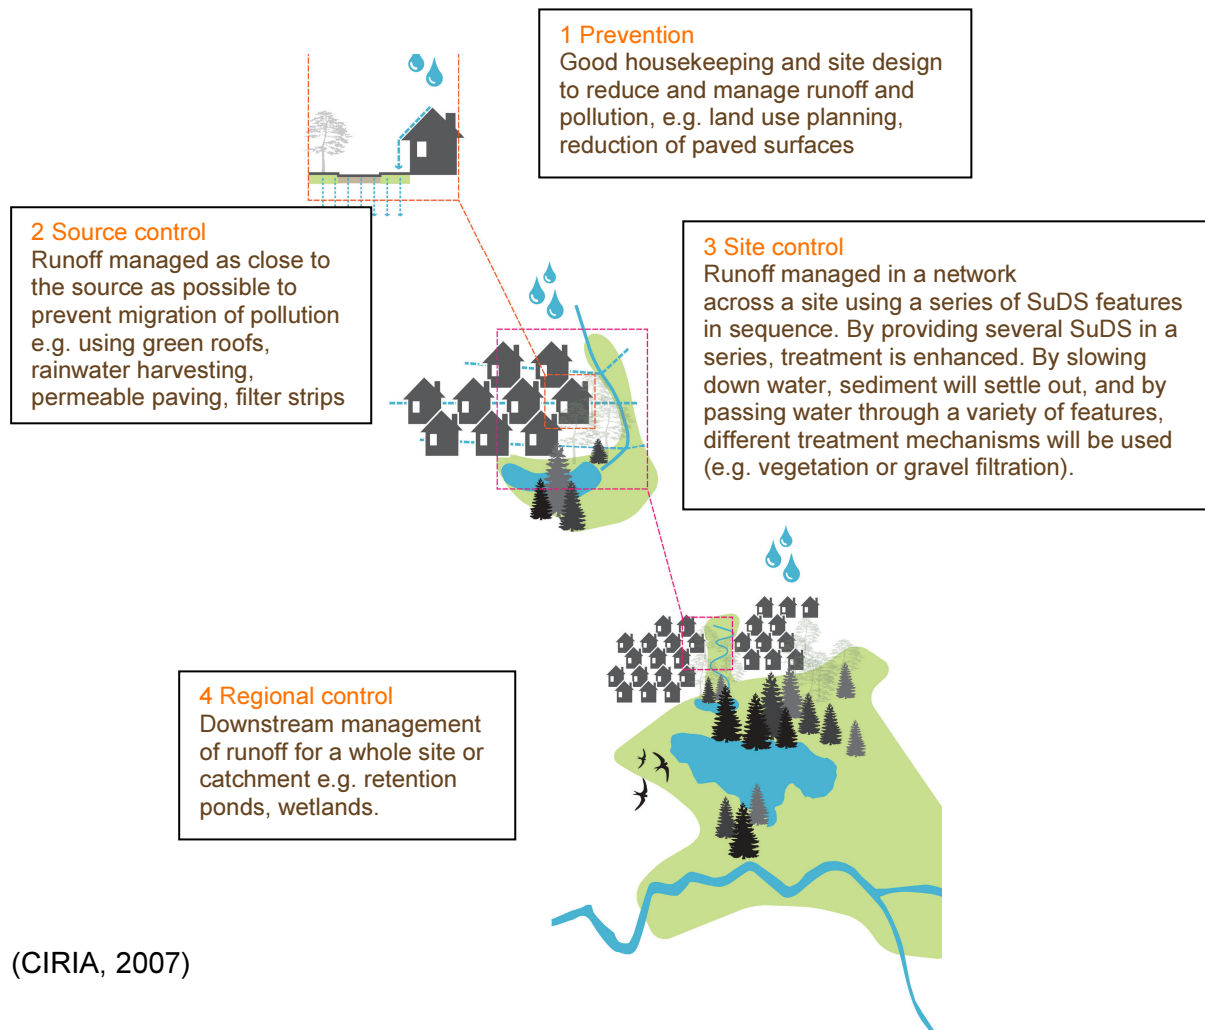 1 Prevention
Good housekeeping and site design
to reduce and manage runoff and
pollution, e.g. land use planning,
reduction of paved surfaces
2 Source control
Runoff managed as close to
the source as possible to
prevent migration of pollution
e.g. using green roofs,
rainwater harvesting,
permeable paving, filter strips
3 Site control
Runoff managed in a network
across a site using a series of SuDS features
in sequence. By providing several SuDS in a
series, treatment is enhanced. By slowing
down water, sediment will settle out, and by
passing water through a variety of features,
different treatment mechanisms will be used
(e.g. vegetation or gravel filtration).
4 Regional control
Downstream management
of runoff for a whole site or
catchment e.g. retention
ponds, wetlands.
(CIRIA, 2007)